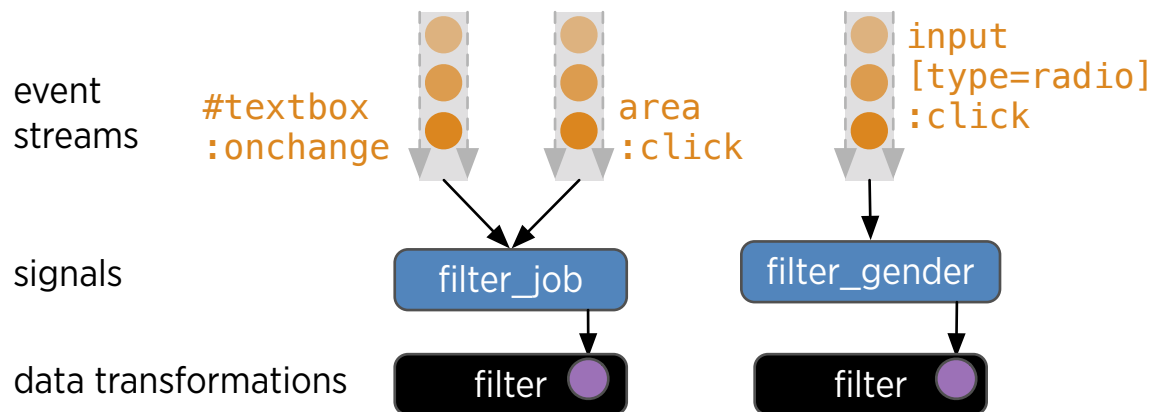 event
streams
#textbox
:onchange
area
:click
input
[type=radio]
:click
signals
filter_job
filter_gender
data transformations
filter
filter